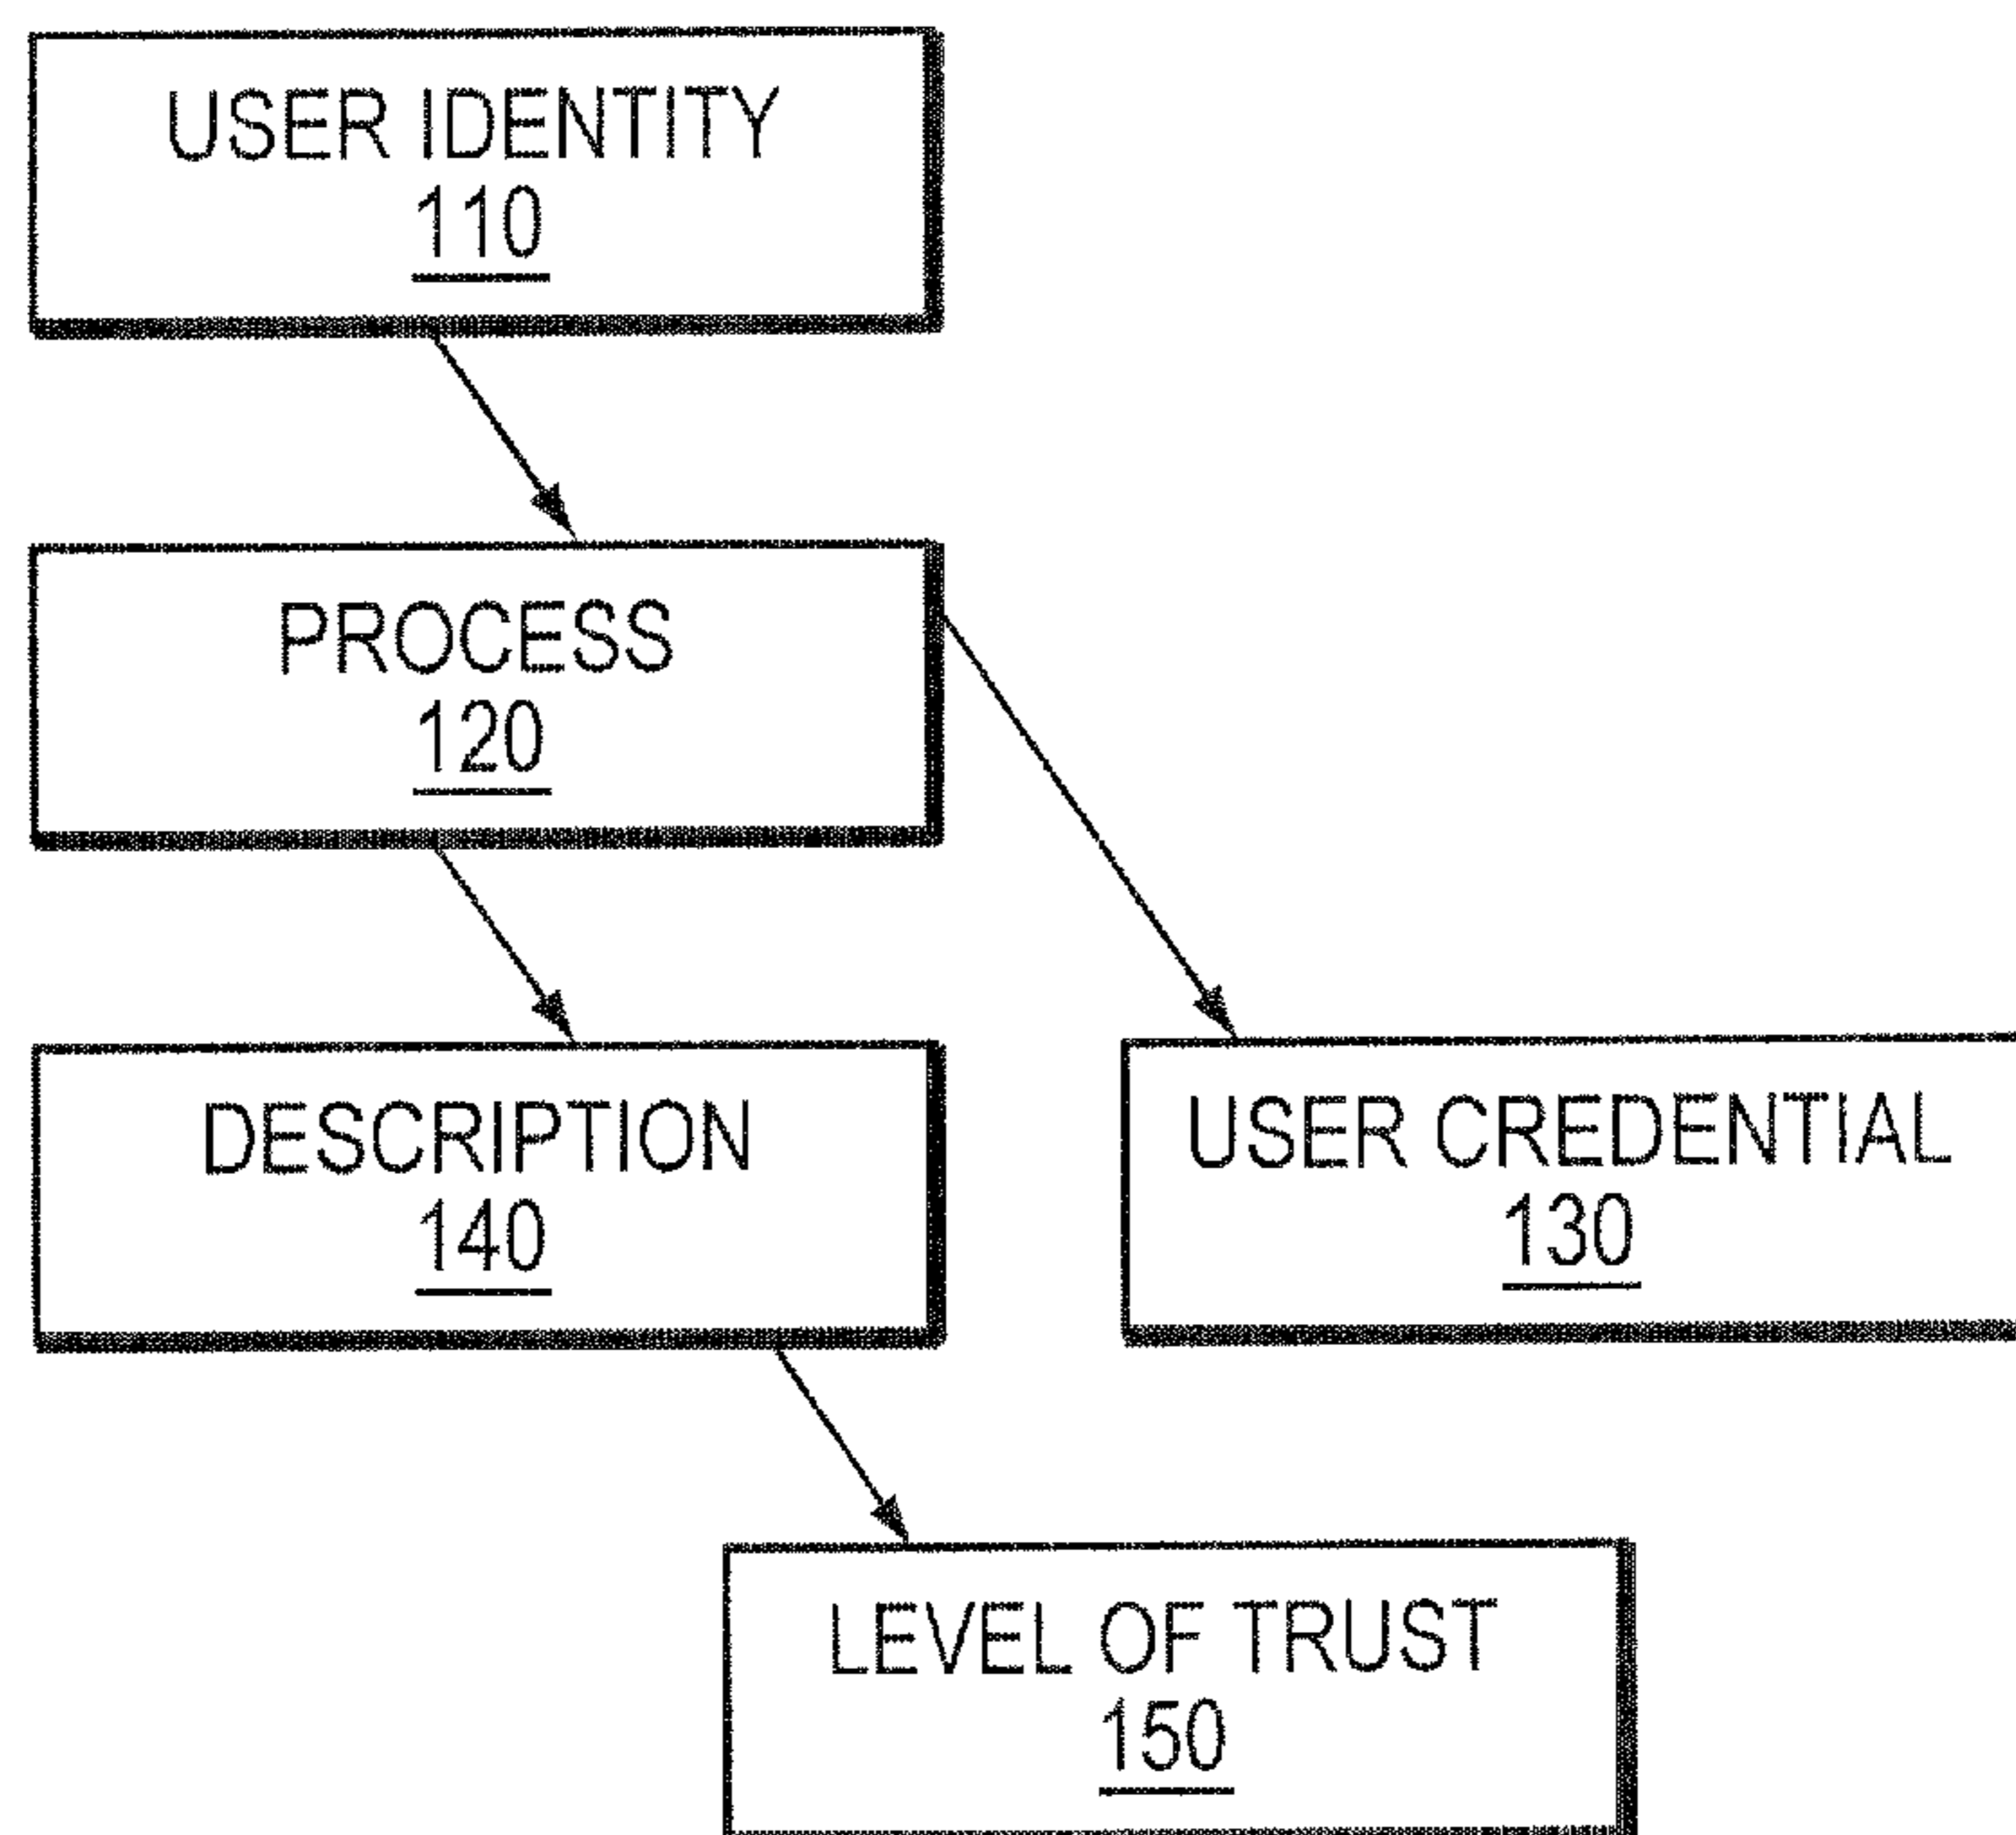 USER IDENTITY
110
PROCESS
120
DESCRIPTION
140
USER CREDENTIAL
130
LEVEL OF TRUST
150